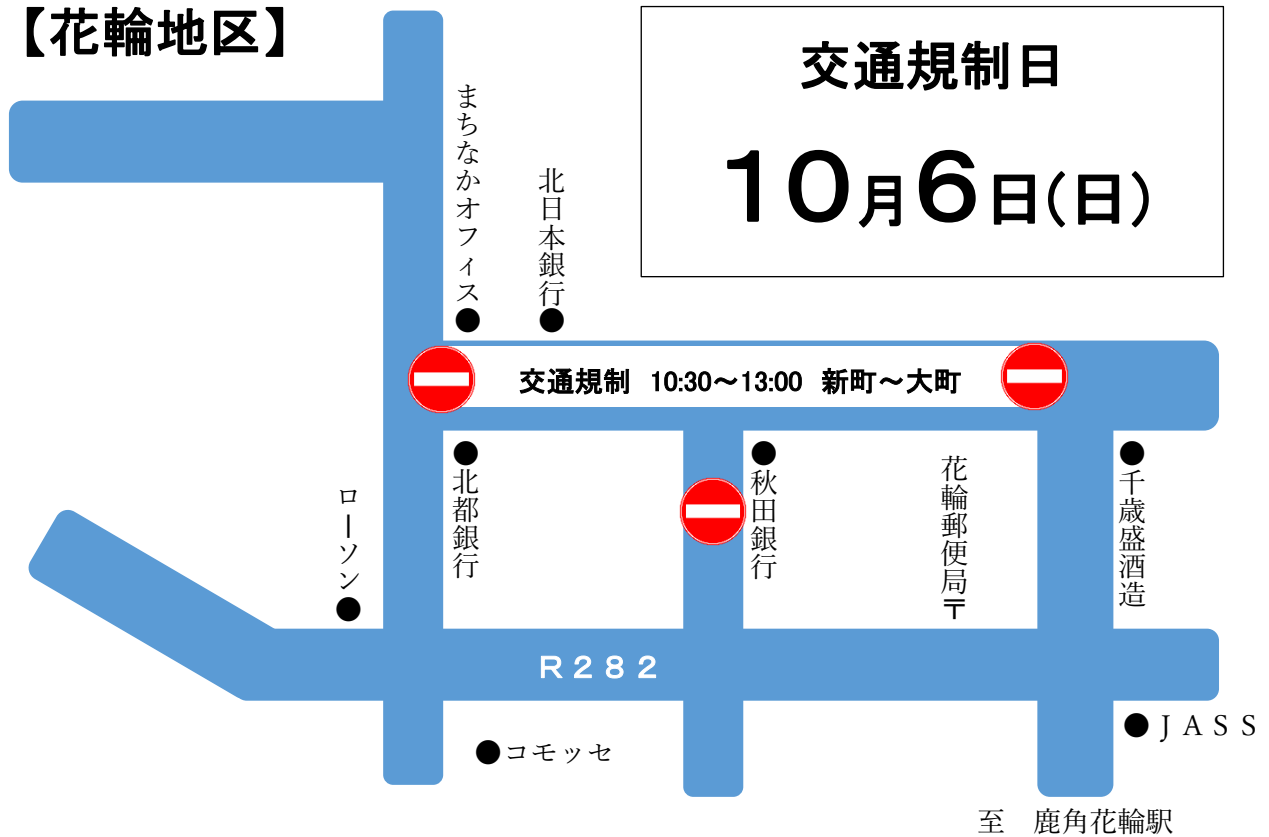 【花輪地区】
交通規制日
10月6日(日)
まちなかオフィス
北日本銀行
交通規制 10:30～13:00 新町～大町
ローソン
北都銀行
秋田銀行
花輪郵便局〒
千歳盛酒造
R282
コモッセ
JASS
至 鹿角花輪駅